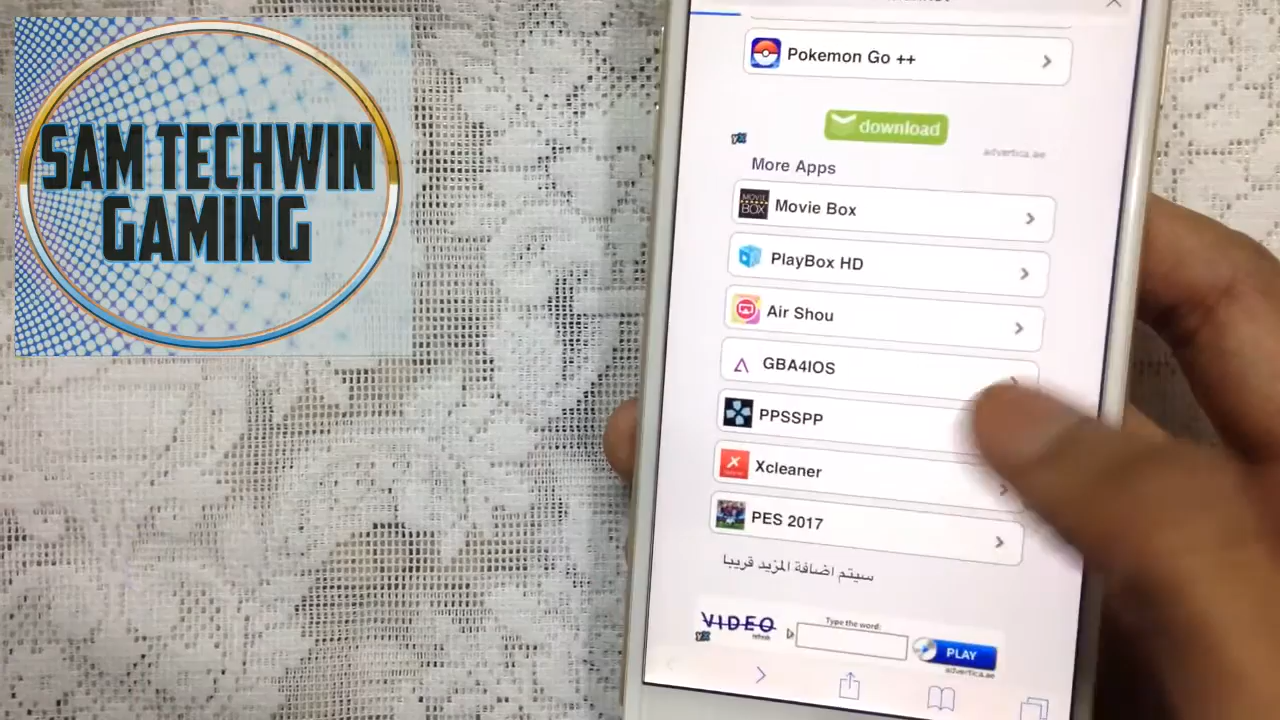 SAM TECHWIN
GAMING
Pokemon Go ++
download
advertica.ae
More Apps
Movie Box
PlayBox HD
Air Shou
GBA4IOS
PPSSPP
Xcleaner
PES 2017
سيتم اضافة المزيد قريبا
VIDEO
refresh
Type the word:
PLAY
advertica.ae